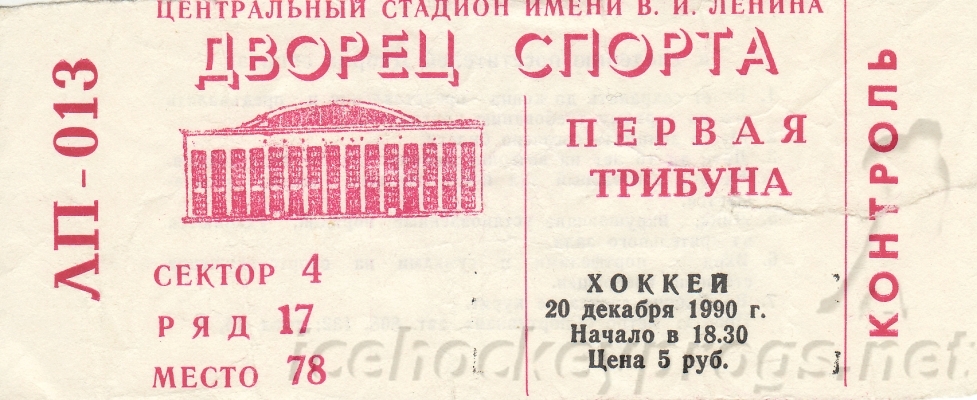 ЦЕНТРАЛЬНЫЙ СТАДИОН ИМЕНИ В. И. ЛЕНИНА
ДВОРЕЦ СПОРТА
ЛП-013
ПЕРВАЯ
ТРИБУНА
СЕКТОР 4
РЯД 17
МЕСТО 78
ХОККЕЙ
20 декабря 1990 г.
Начало в 18.30
Цена 5 руб.
КОНТРОЛЬ
icehockeyprogs.net